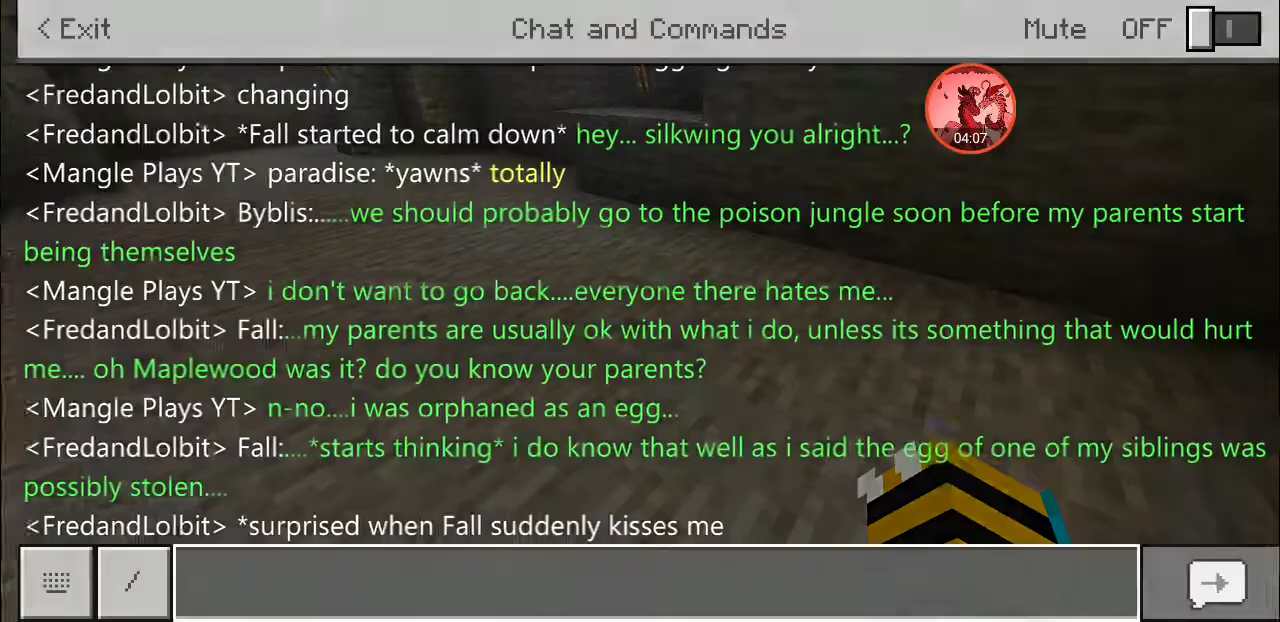 < Exit
Chat and Commands
Mute OFF
<FredandLolbit> changing
04:07
<FredandLolbit> *Fall started to calm down* hey... silkwing you alright...?
<Mangle Plays YT> paradise: *yawns* totally
<FredandLolbit> Byblis:......we should probably go to the poison jungle soon before my parents start
being themselves
<Mangle Plays YT> i don't want to go back....everyone there hates me...
<FredandLolbit> Fall:...my parents are usually ok with what i do, unless its something that would hurt
me.... oh Maplewood was it? do you know your parents?
<Mangle Plays YT> n-no....i was orphaned as an egg...
<FredandLolbit> Fall:....*starts thinking* i do know that well as i said the egg of one of my siblings was
possibly stolen....
<FredandLolbit> *surprised when Fall suddenly kisses me
/